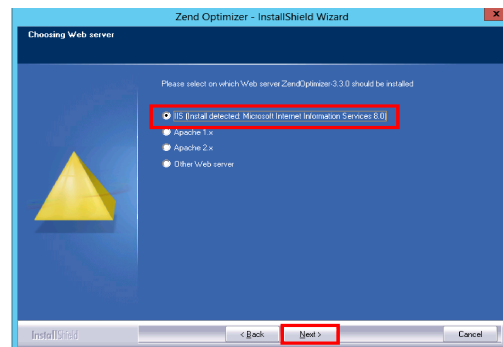 Zend Optimizer - InstallShield Wizard
x
Choosing Web server
Please select on which Web server ZendOptimizer-3.3.0 should be installed
IIS (Install detected: Microsoft Internet Information Services 8.0)
Apache 1.x
Apache 2.x
Other Web server
InstallShield
< Back
Next >
Cancel